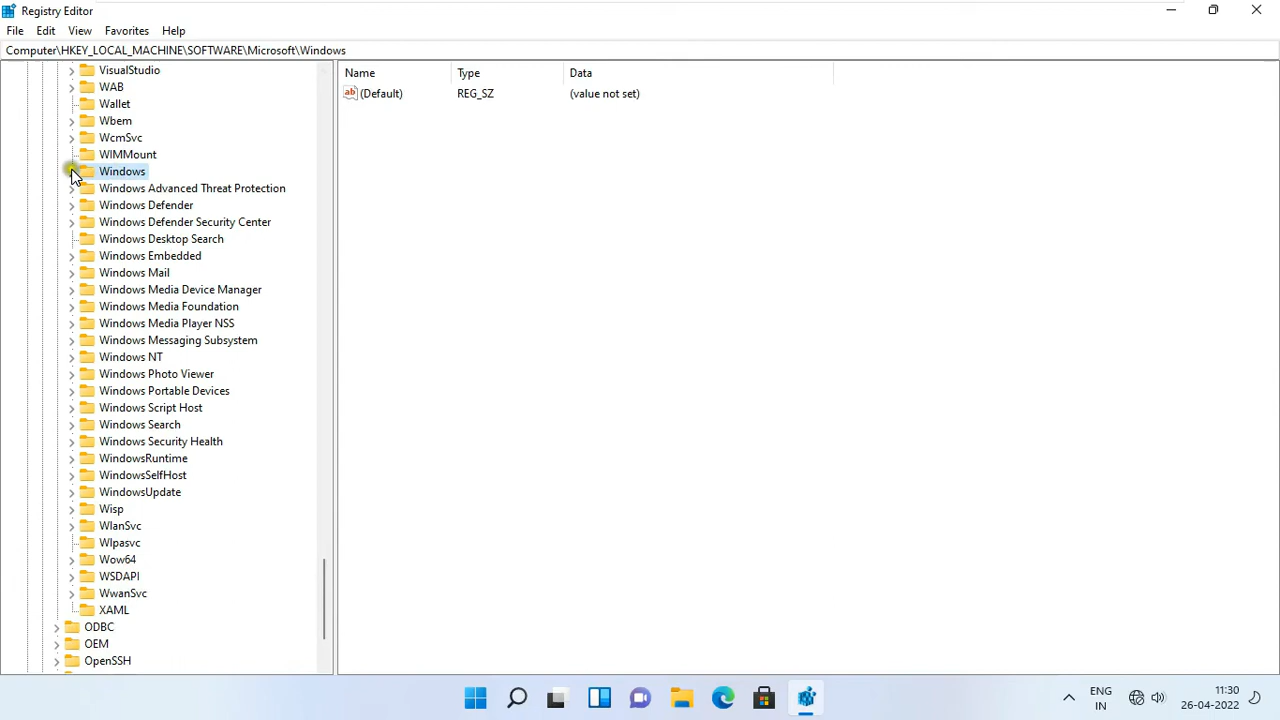 Registry Editor
File Edit View Favorites Help
Computer\HKEY_LOCAL_MACHINE\SOFTWARE\Microsoft\Windows
Name Type Data
ab (Default) REG_SZ (value not set)
VisualStudio
WAB
Wallet
Wbem
WcmSvc
WIMMount
Windows
Windows Advanced Threat Protection
Windows Defender
Windows Defender Security Center
Windows Desktop Search
Windows Embedded
Windows Mail
Windows Media Device Manager
Windows Media Foundation
Windows Media Player NSS
Windows Messaging Subsystem
Windows NT
Windows Photo Viewer
Windows Portable Devices
Windows Script Host
Windows Search
Windows Security Health
WindowsRuntime
WindowsSelfHost
WindowsUpdate
Wisp
WlanSvc
Wlpasvc
Wow64
WSDAPI
WwanSvc
XAML
ODBC
OEM
OpenSSH
ENG
IN
11:30
26-04-2022